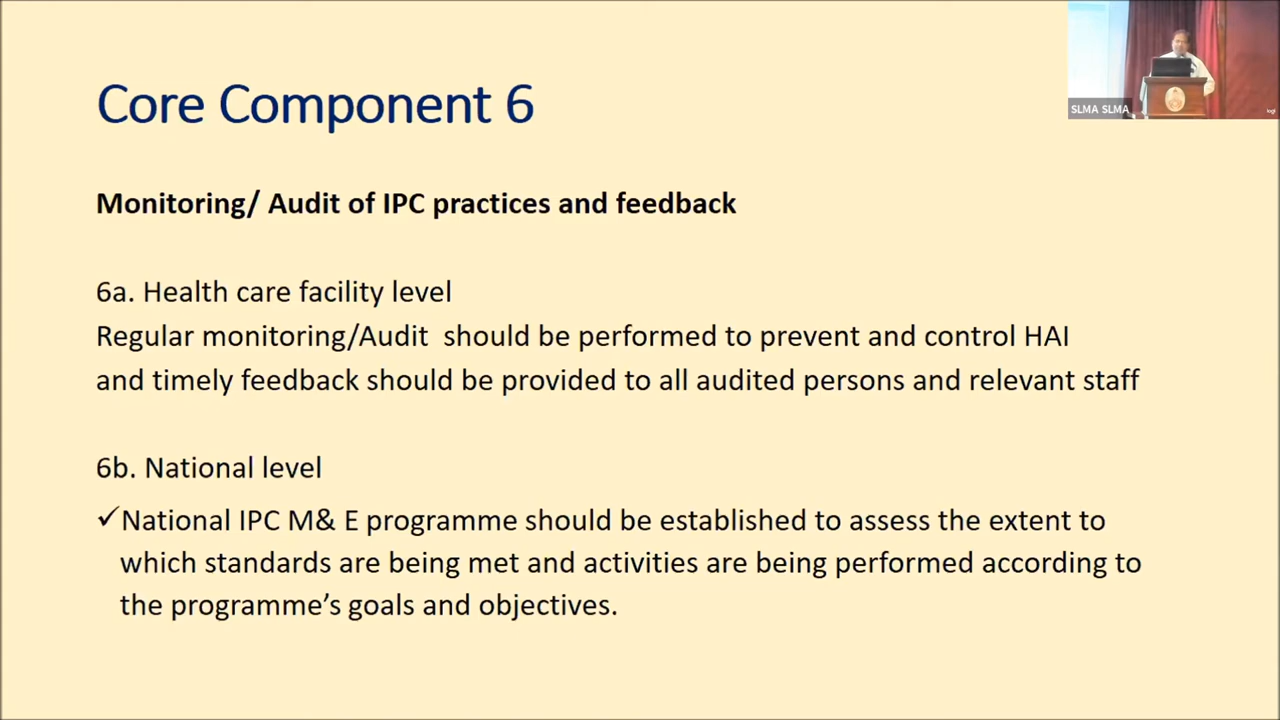 Core Component 6
SLMA SLMA
Monitoring/ Audit of IPC practices and feedback
6a. Health care facility level
Regular monitoring/Audit should be performed to prevent and control HAI
and timely feedback should be provided to all audited persons and relevant staff
6b. National level
✓National IPC M& E programme should be established to assess the extent to
which standards are being met and activities are being performed according to
the programme’s goals and objectives.